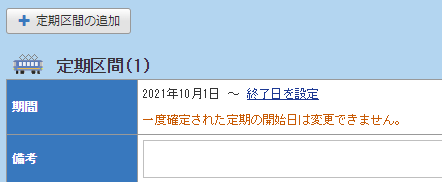 定期区間の追加
定期区間(1)
期間
2021年10月1日 ～ 終了日を設定
一度確定された定期の開始日は変更できません。
備考